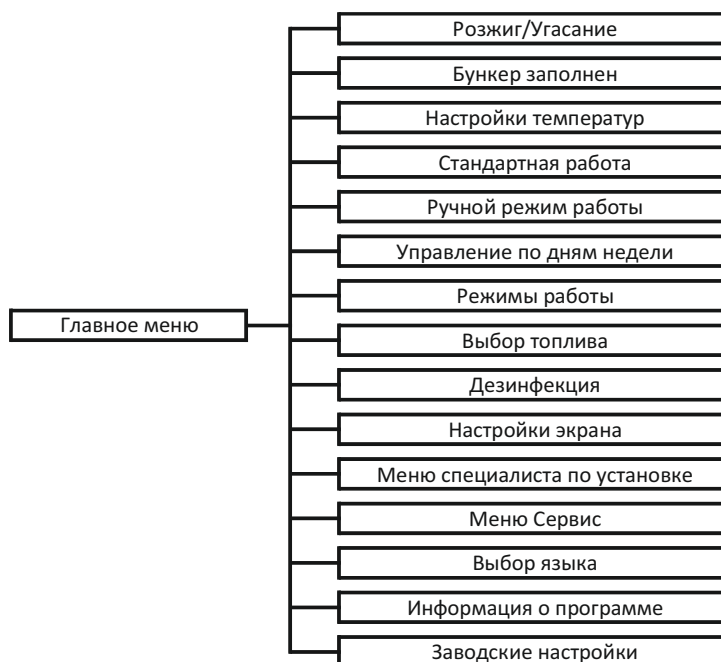 Розжиг/Угасание
Бункер заполнен
Настройки температур
Стандартная работа
Ручной режим работы
Управление по дням недели
Режимы работы
Главное меню
Выбор топлива
Дезинфекция
Настройки экрана
Меню специалиста по установке
Меню Сервис
Выбор языка
Информация о программе
Заводские настройки